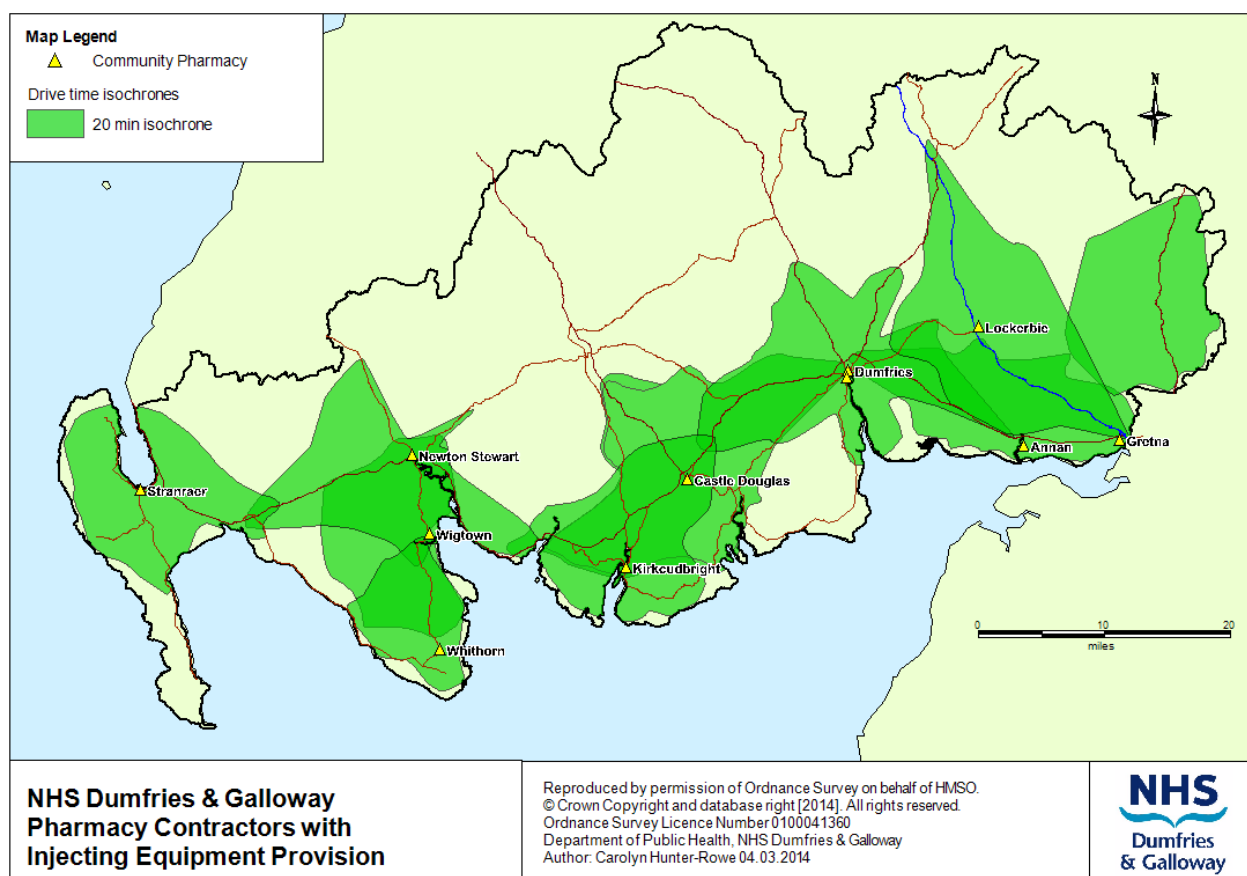 Map Legend
Community Pharmacy
Drive time isochrones
20 min isochrone
N
Lockerbie
Dumfries
Annan
Gretna
Newton Stewart
Castle Douglas
Stranraer
Wigtown
Kirkcudbright
Whithorn
0 10 20
miles
NHS Dumfries & Galloway
Pharmacy Contractors with
Injecting Equipment Provision
Reproduced by permission of Ordnance Survey on behalf of HMSO.
© Crown Copyright and database right [2014]. All rights reserved.
Ordnance Survey Licence Number 0100041360
Department of Public Health, NHS Dumfries & Galloway
Author: Carolyn Hunter-Rowe 04.03.2014
NHS
Dumfries
& Galloway